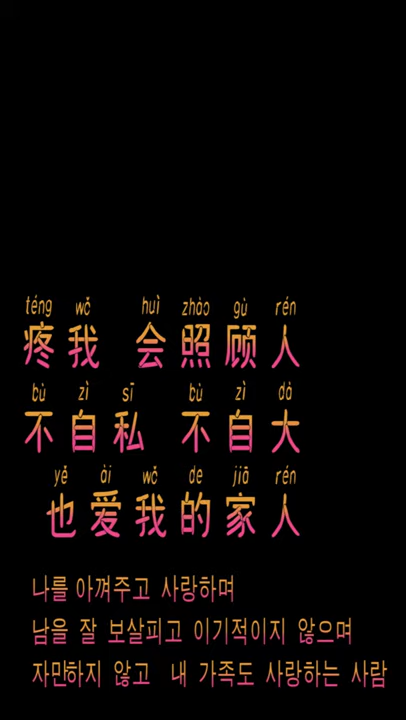 téng wǒ huì zhào gù rén
疼我 会照顾人
bù zì sī bù zì dà
不自私 不自大
yě ài wǒ de jiā rén
也爱我的家人
나를 아껴주고 사랑하며
남을 잘 보살피고 이기적이지 않으며
자만하지 않고 내 가족도 사랑하는 사람